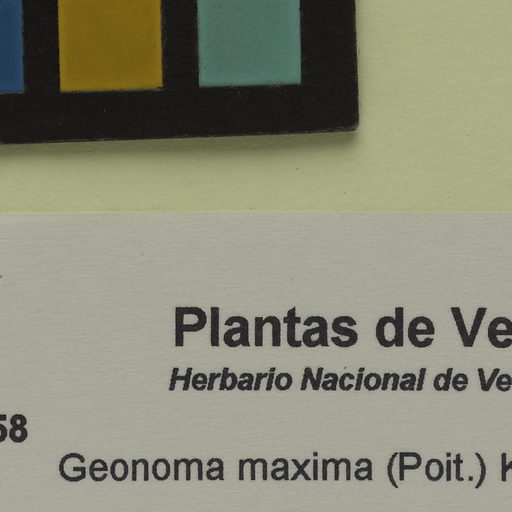 Plantas de Ve
Herbario Nacional de Ve
58
Geonoma maxima (Poit.) K